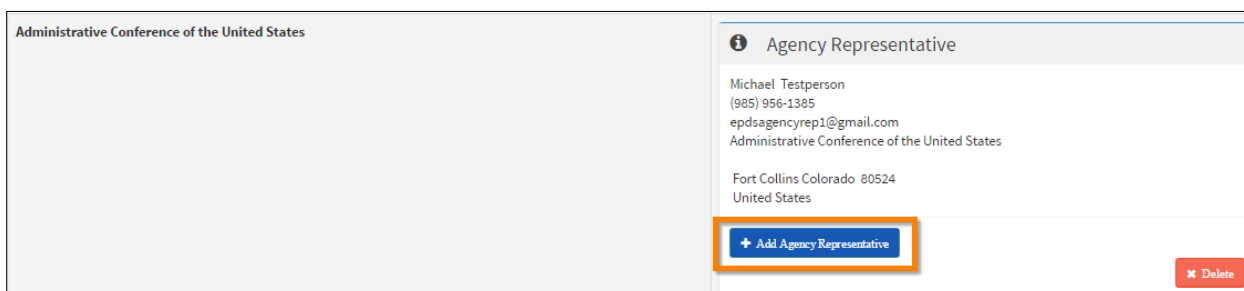 Administrative Conference of the United States
Agency Representative
Michael Testperson
(985) 956-1385
epdsagencyrep1@gmail.com
Administrative Conference of the United States
Fort Collins Colorado 80524
United States
Add Agency Representative
Delete